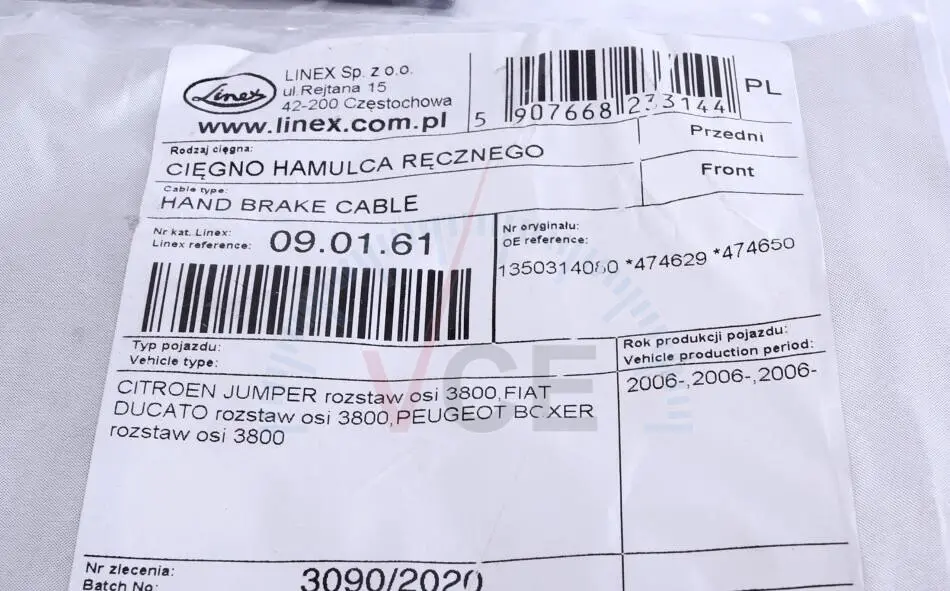 Linex
LINEX Sp. z o.o.
ul.Rejtana 15
42-200 Częstochowa
www.linex.com.pl
5 907668 233144
PL
Rodzaj cięgna:
CIĘGNO HAMULCA RĘCZNEGO
Przedni
Cable type:
HAND BRAKE CABLE
Front
Nr kat. Linex:
Linex reference:
09.01.61
Nr oryginału:
OE reference:
1350314080 *474629 *474650
Typ pojazdu:
Vehicle type:
CITROEN JUMPER rozstaw osi 3800,FIAT
DUCATO rozstaw osi 3800,PEUGEOT BOXER
rozstaw osi 3800
Rok produkcji pojazdu:
Vehicle production period:
2006-,2006-,2006-
VCE
Nr zlecenia:
Batch No:
3090/2020